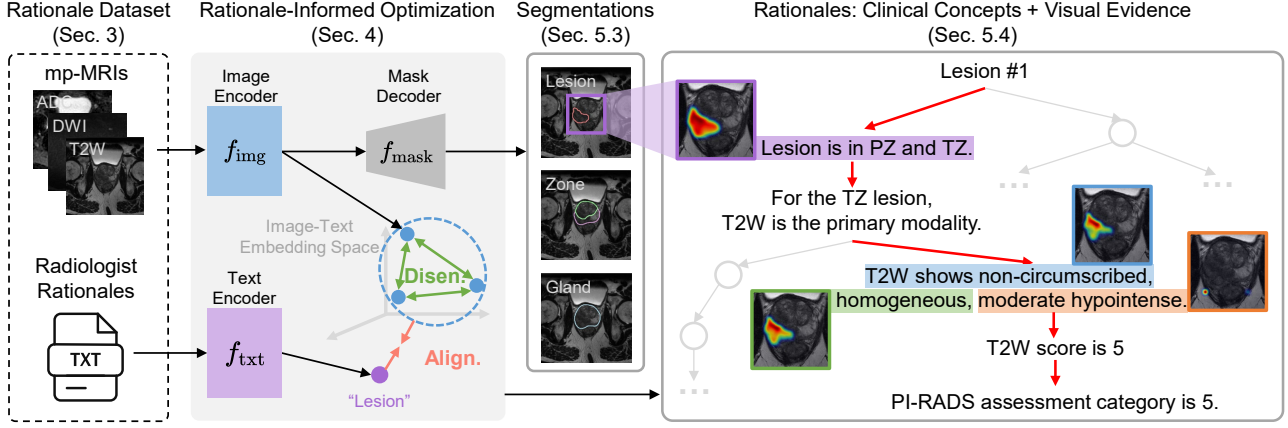 Rationale Dataset
(Sec. 3)
mp-MRIs
ADC
DWI
T2W
Radiologist
Rationales
TXT
Rationale-Informed Optimization
(Sec. 4)
Image
Encoder
f_img
Mask
Decoder
f_mask
Image-Text
Embedding Space
Disen.
Text
Encoder
f_txt
Align.
“Lesion”
Segmentations
(Sec. 5.3)
Lesion
Zone
Gland
Rationales: Clinical Concepts + Visual Evidence
(Sec. 5.4)
Lesion #1
Lesion is in PZ and TZ.
For the TZ lesion,
T2W is the primary modality.
T2W shows non-circumscribed,
homogeneous, moderate hypointense.
T2W score is 5
PI-RADS assessment category is 5.